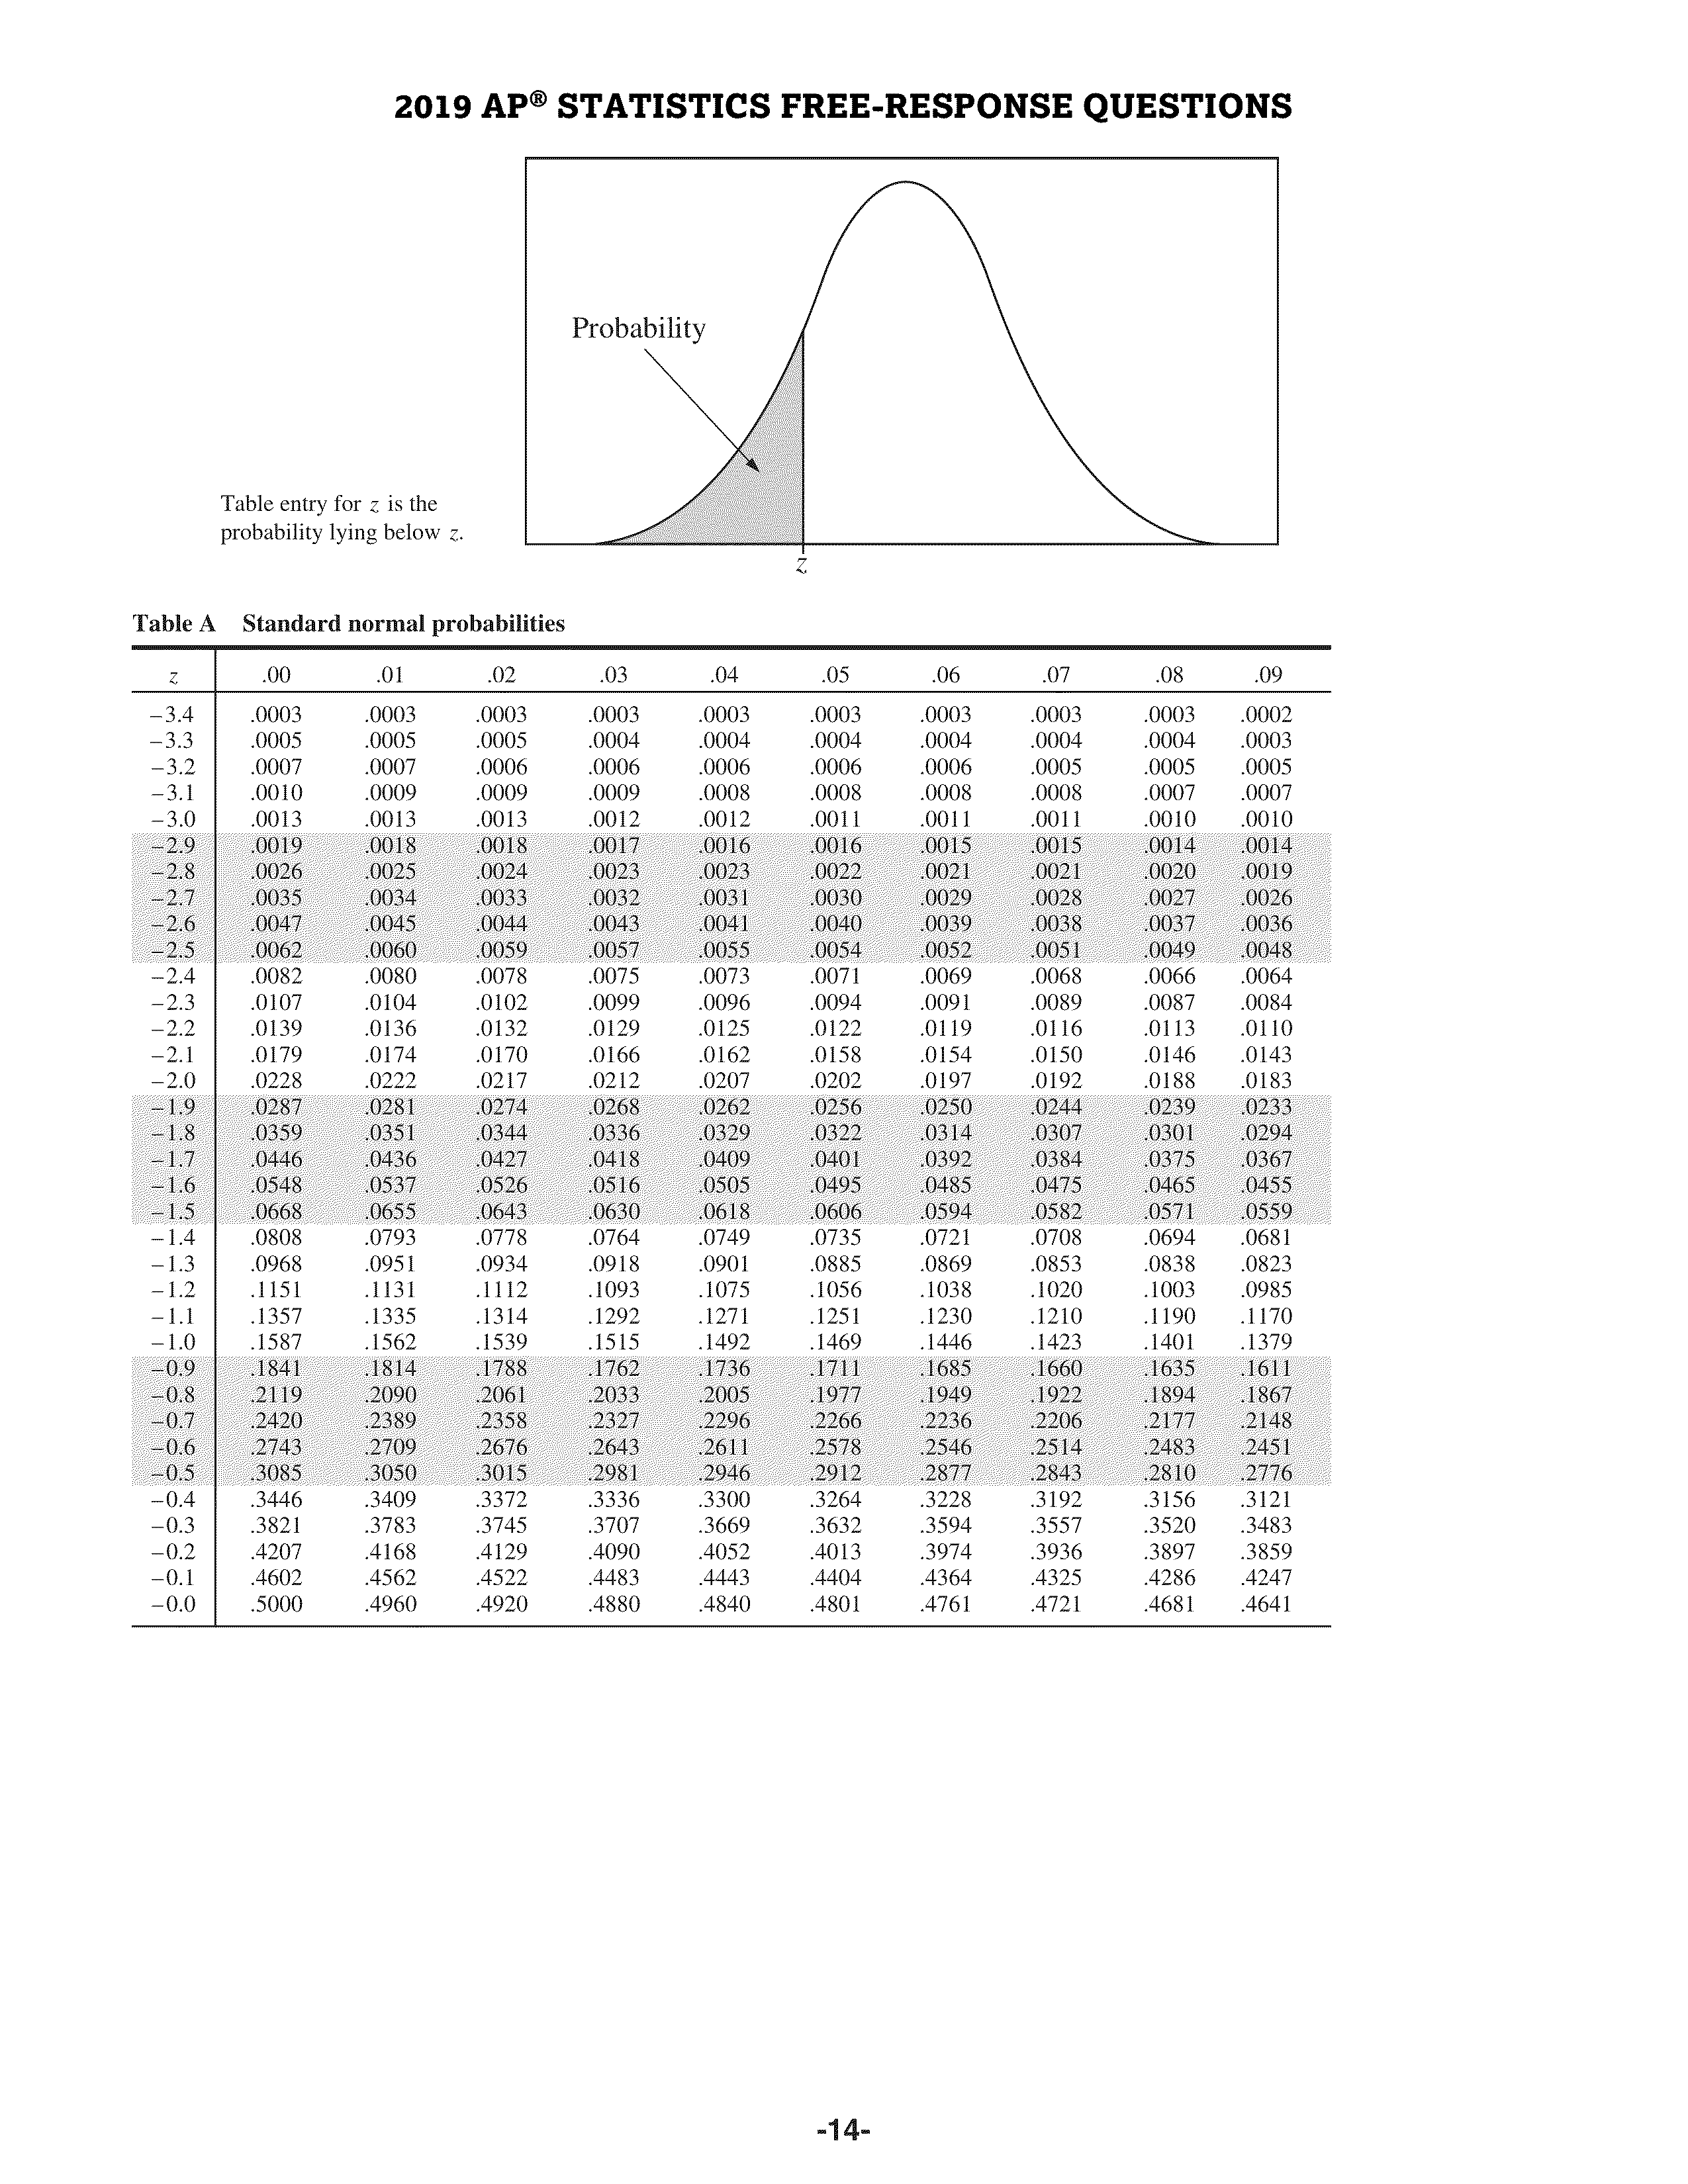 2019 AP® STATISTICS FREE-RESPONSE QUESTIONS
Probability
Table entry for z is the
probability lying below z.
z
Table A Standard normal probabilities
z .00 .01 .02 .03 .04 .05 .06 .07 .08 .09
–3.4 .0003 .0003 .0003 .0003 .0003 .0003 .0003 .0003 .0003 .0002
–3.3 .0005 .0005 .0005 .0004 .0004 .0004 .0004 .0004 .0004 .0003
–3.2 .0007 .0007 .0006 .0006 .0006 .0006 .0006 .0005 .0005 .0005
–3.1 .0010 .0009 .0009 .0009 .0008 .0008 .0008 .0008 .0007 .0007
–3.0 .0013 .0013 .0013 .0012 .0012 .0011 .0011 .0011 .0010 .0010
–2.9 .0019 .0018 .0018 .0017 .0016 .0016 .0015 .0015 .0014 .0014
–2.8 .0026 .0025 .0024 .0023 .0023 .0022 .0021 .0021 .0020 .0019
–2.7 .0035 .0034 .0033 .0032 .0031 .0030 .0029 .0028 .0027 .0026
–2.6 .0047 .0045 .0044 .0043 .0041 .0040 .0039 .0038 .0037 .0036
–2.5 .0062 .0060 .0059 .0057 .0055 .0054 .0052 .0051 .0049 .0048
–2.4 .0082 .0080 .0078 .0075 .0073 .0071 .0069 .0068 .0066 .0064
–2.3 .0107 .0104 .0102 .0099 .0096 .0094 .0091 .0089 .0087 .0084
–2.2 .0139 .0136 .0132 .0129 .0125 .0122 .0119 .0116 .0113 .0110
–2.1 .0179 .0174 .0170 .0166 .0162 .0158 .0154 .0150 .0146 .0143
–2.0 .0228 .0222 .0217 .0212 .0207 .0202 .0197 .0192 .0188 .0183
–1.9 .0287 .0281 .0274 .0268 .0262 .0256 .0250 .0244 .0239 .0233
–1.8 .0359 .0351 .0344 .0336 .0329 .0322 .0314 .0307 .0301 .0294
–1.7 .0446 .0436 .0427 .0418 .0409 .0401 .0392 .0384 .0375 .0367
–1.6 .0548 .0537 .0526 .0516 .0505 .0495 .0485 .0475 .0465 .0455
–1.5 .0668 .0655 .0643 .0630 .0618 .0606 .0594 .0582 .0571 .0559
–1.4 .0808 .0793 .0778 .0764 .0749 .0735 .0721 .0708 .0694 .0681
–1.3 .0968 .0951 .0934 .0918 .0901 .0885 .0869 .0853 .0838 .0823
–1.2 .1151 .1131 .1112 .1093 .1075 .1056 .1038 .1020 .1003 .0985
–1.1 .1357 .1335 .1314 .1292 .1271 .1251 .1230 .1210 .1190 .1170
–1.0 .1587 .1562 .1539 .1515 .1492 .1469 .1446 .1423 .1401 .1379
–0.9 .1841 .1814 .1788 .1762 .1736 .1711 .1685 .1660 .1635 .1611
–0.8 .2119 .2090 .2061 .2033 .2005 .1977 .1949 .1922 .1894 .1867
–0.7 .2420 .2389 .2358 .2327 .2296 .2266 .2236 .2206 .2177 .2148
–0.6 .2743 .2709 .2676 .2643 .2611 .2578 .2546 .2514 .2483 .2451
–0.5 .3085 .3050 .3015 .2981 .2946 .2912 .2877 .2843 .2810 .2776
–0.4 .3446 .3409 .3372 .3336 .3300 .3264 .3228 .3192 .3156 .3121
–0.3 .3821 .3783 .3745 .3707 .3669 .3632 .3594 .3557 .3520 .3483
–0.2 .4207 .4168 .4129 .4090 .4052 .4013 .3974 .3936 .3897 .3859
–0.1 .4602 .4562 .4522 .4483 .4443 .4404 .4364 .4325 .4286 .4247
–0.0 .5000 .4960 .4920 .4880 .4840 .4801 .4761 .4721 .4681 .4641
-14-